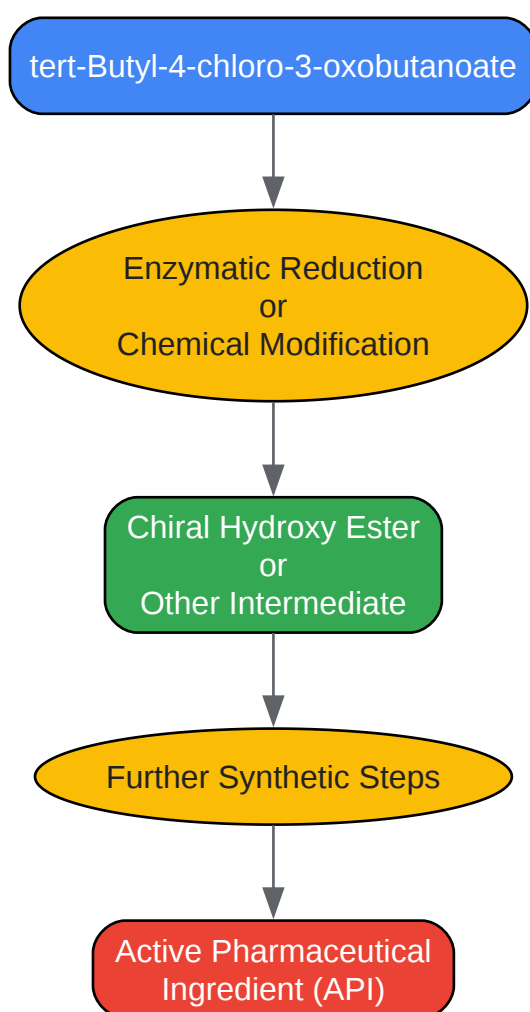 tert-Butyl-4-chloro-3-oxobutanoate
Enzymatic Reduction
or
Chemical Modification
Chiral Hydroxy Ester
or
Other Intermediate
Further Synthetic Steps
Active Pharmaceutical
Ingredient (API)